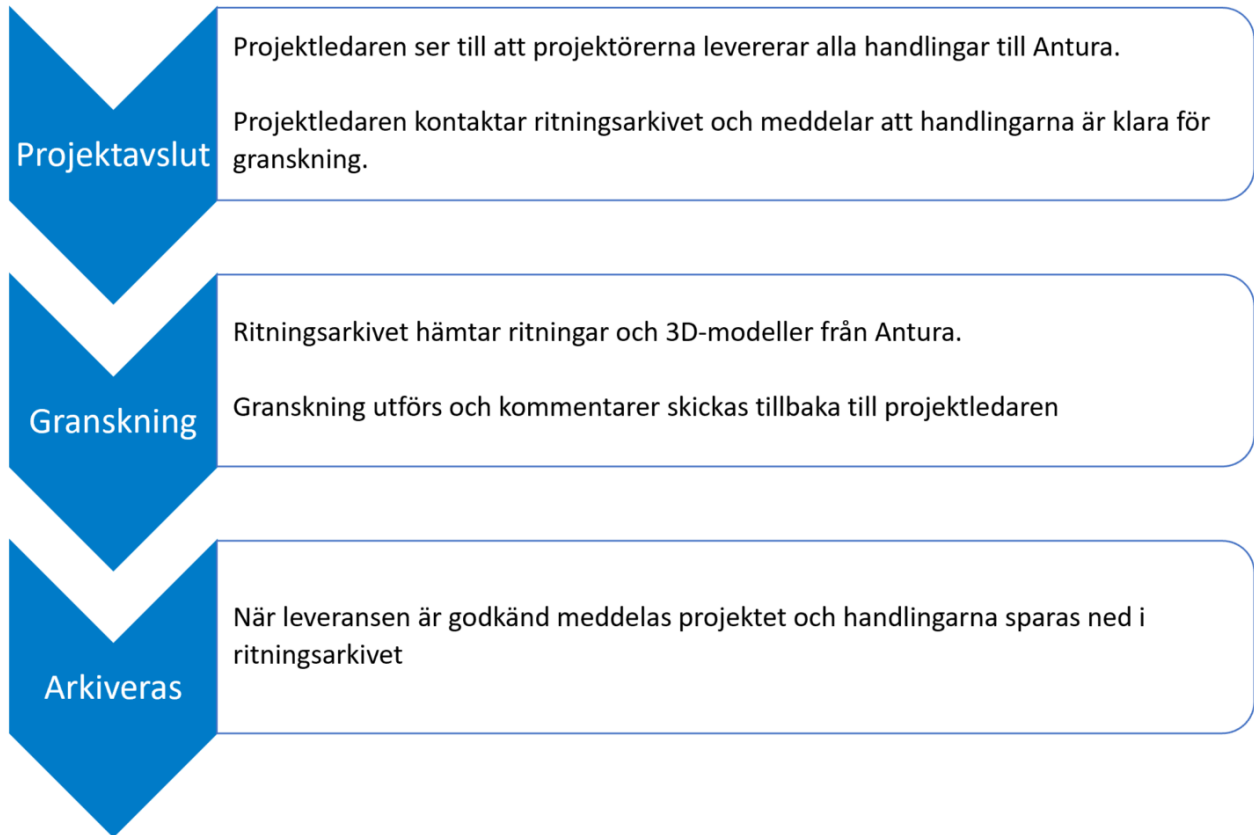 Projektavslut
Projektledaren ser till att projektörerna levererar alla handlingar till Antura.
Projektledaren kontaktar ritningsarkivet och meddelar att handlingarna är klara för
granskning.
Granskning
Ritningsarkivet hämtar ritningar och 3D-modeller från Antura.
Granskning utförs och kommentarer skickas tillbaka till projektledaren
Arkiveras
När leveransen är godkänd meddelas projektet och handlingarna sparas ned i
ritningsarkivet